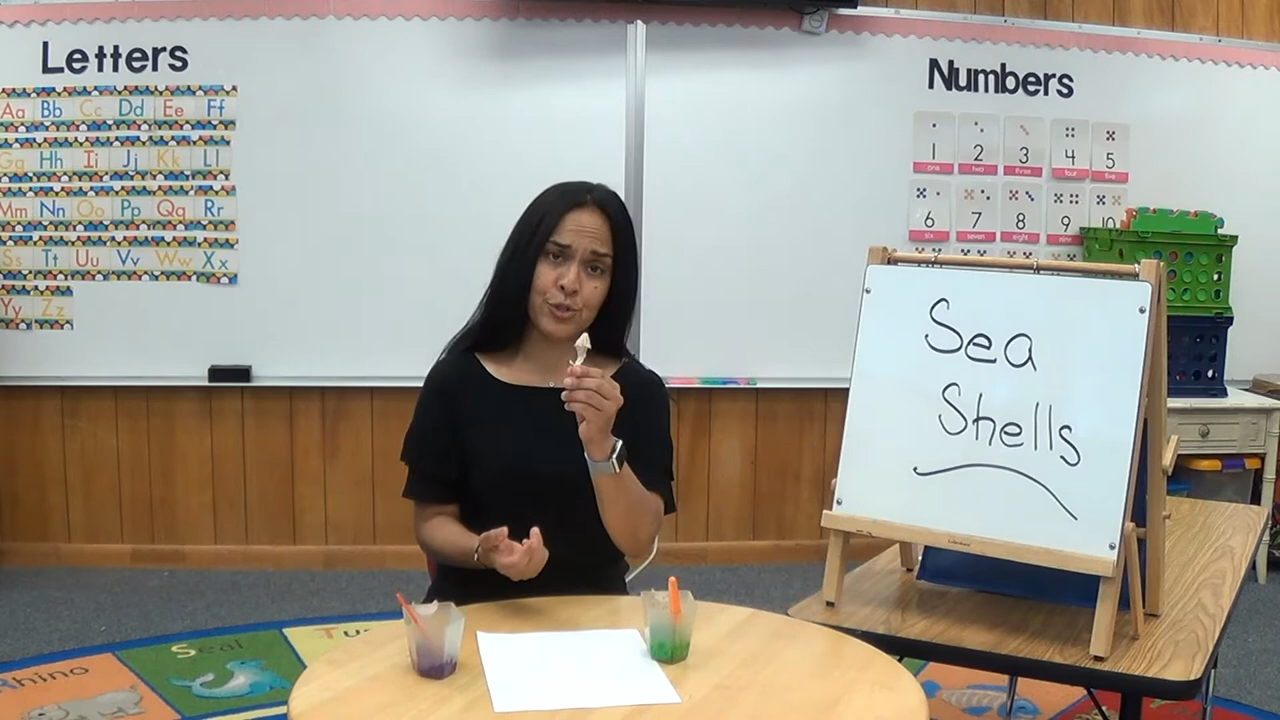 Letters
Aa Bb Cc Dd Ee Ff
Gg Hh Ii Jj Kk Ll
Mm Nn Oo Pp Qq Rr
Ss Tt Uu Vv Ww Xx
Yy Zz
Numbers
1 2 3 4 5
one two three four five
6 7 8 9 10
six seven eight nine
Sea
Shells
Seal
Rhino